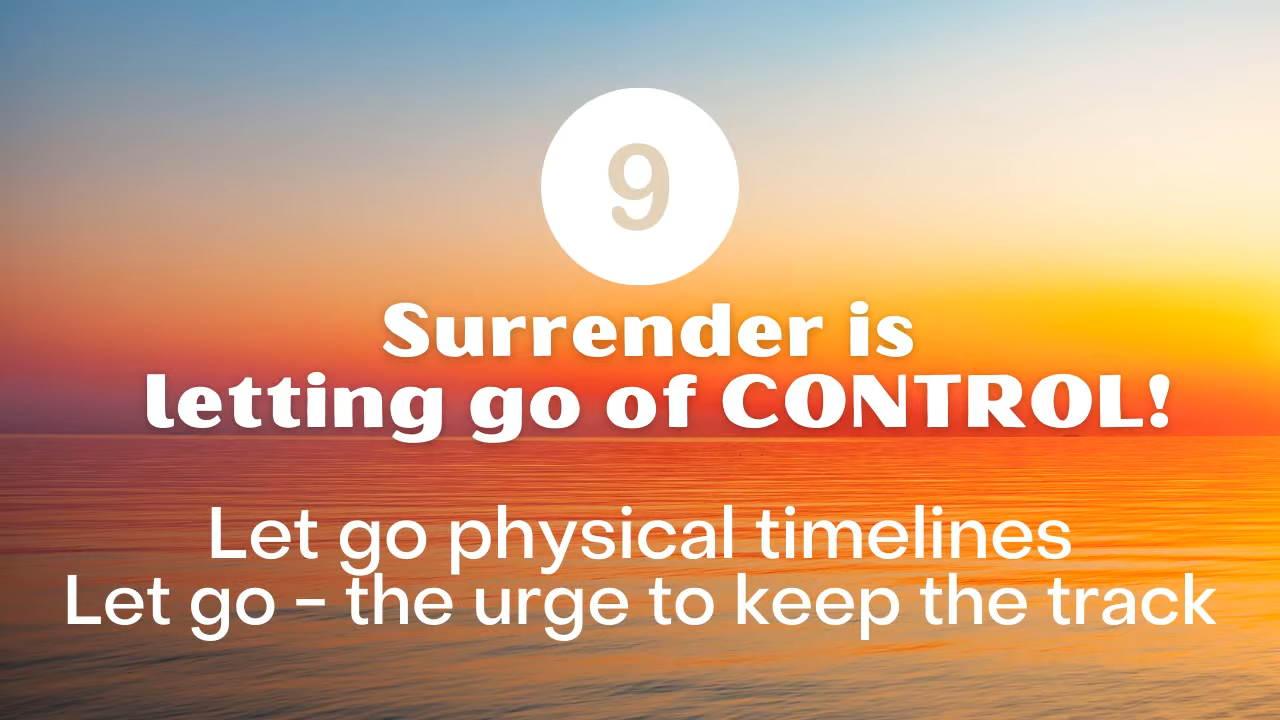 9
Surrender is
letting go of CONTROL!
Let go physical timelines
Let go - the urge to keep the track